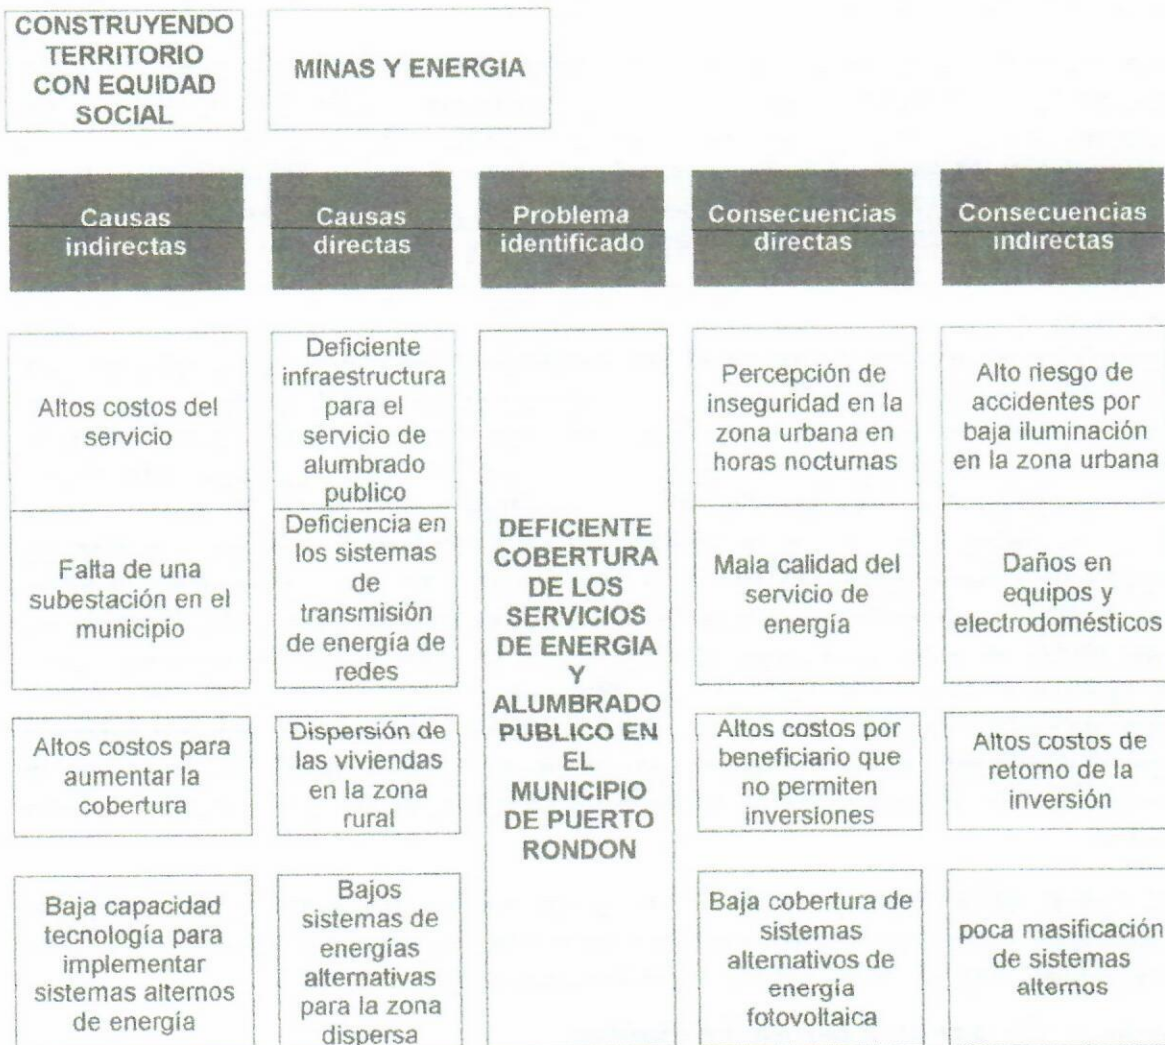 CONSTRUYENDO
TERRITORIO
CON EQUIDAD
SOCIAL
MINAS Y ENERGIA
Causas
indirectas
Causas
directas
Problema
identificado
Consecuencias
directas
Consecuencias
indirectas
Altos costos del
servicio
Deficiente
infraestructura
para el
servicio de
alumbrado
publico
DEFICIENTE
COBERTURA
DE LOS
SERVICIOS
DE ENERGIA
Y
ALUMBRADO
PUBLICO EN
EL
MUNICIPIO
DE PUERTO
RONDON
Percepción de
inseguridad en la
zona urbana en
horas nocturnas
Alto riesgo de
accidentes por
baja iluminación
en la zona urbana
Falta de una
subestación en el
municipio
Deficiencia en
los sistemas
de
transmisión
de energía de
redes
Mala calidad del
servicio de
energía
Daños en
equipos y
electrodomésticos
Altos costos para
aumentar la
cobertura
Dispersión de
las viviendas
en la zona
rural
Altos costos por
beneficiario que
no permiten
inversiones
Altos costos de
retorno de la
inversión
Baja capacidad
tecnología para
implementar
sistemas alternos
de energía
Bajos
sistemas de
energías
alternativas
para la zona
dispersa
Baja cobertura de
sistemas
alternativos de
energía
fotovoltaica
poca masificación
de sistemas
alternos